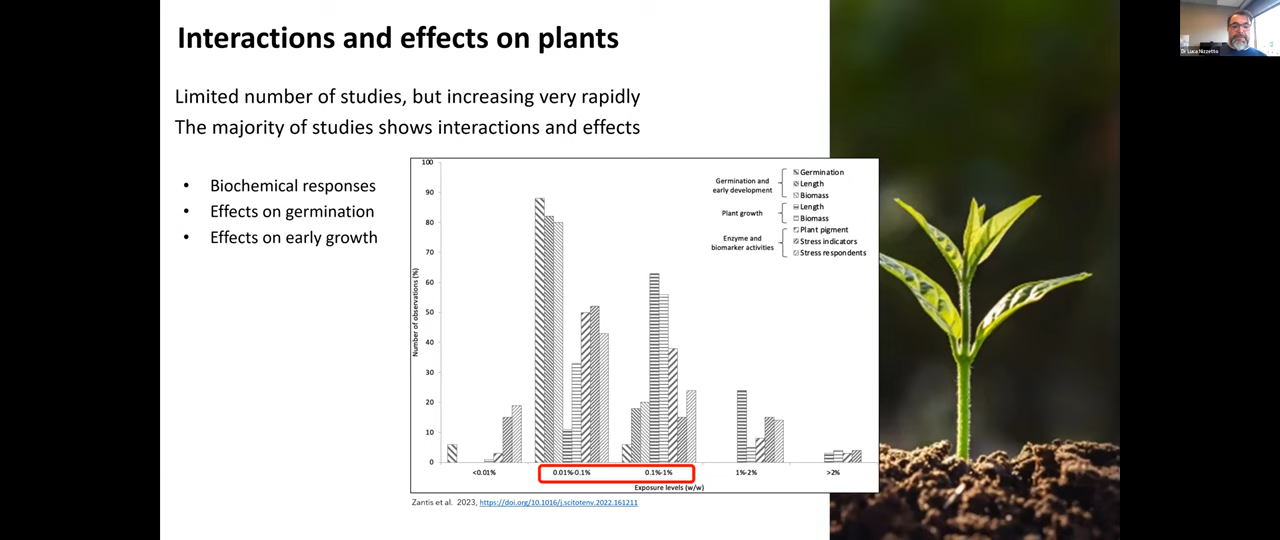 Interactions and effects on plants
Dr Luca Nizzetto
Limited number of studies, but increasing very rapidly
The majority of studies shows interactions and effects
• Biochemical responses
• Effects on germination
• Effects on early growth
100
90
80
70
60
50
40
30
20
10
0
Number of observations (%)
Germination and
early development
Germination
Length
Biomass
Plant growth
Length
Biomass
Enzyme and
biomarker activities
Plant pigment
Stress indicators
Stress respondents
<0.01% 0.01%-0.1% 0.1%-1% 1%-2% >2%
Exposure levels (w/w)
Zantis et al. 2023, https://doi.org/10.1016/j.scitotenv.2022.161211